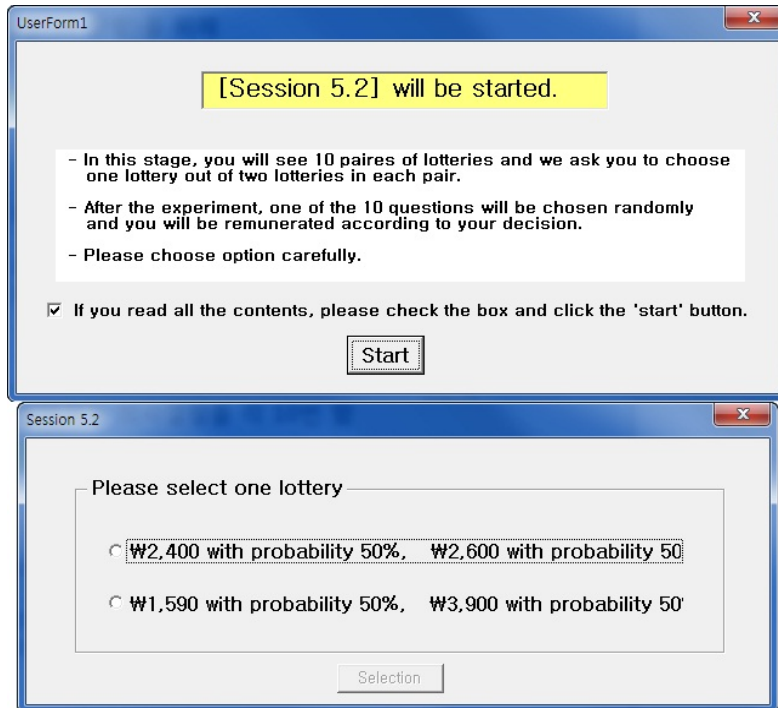 UserForm1
[Session 5.2] will be started.
- In this stage, you will see 10 paires of lotteries and we ask you to choose
one lottery out of two lotteries in each pair.
- After the experiment, one of the 10 questions will be chosen randomly
and you will be remunerated according to your decision.
- Please choose option carefully.
If you read all the contents, please check the box and click the 'start' button.
Start
Session 5.2
Please select one lottery
₩2,400 with probability 50%, ₩2,600 with probability 50
₩1,590 with probability 50%, ₩3,900 with probability 50
Selection